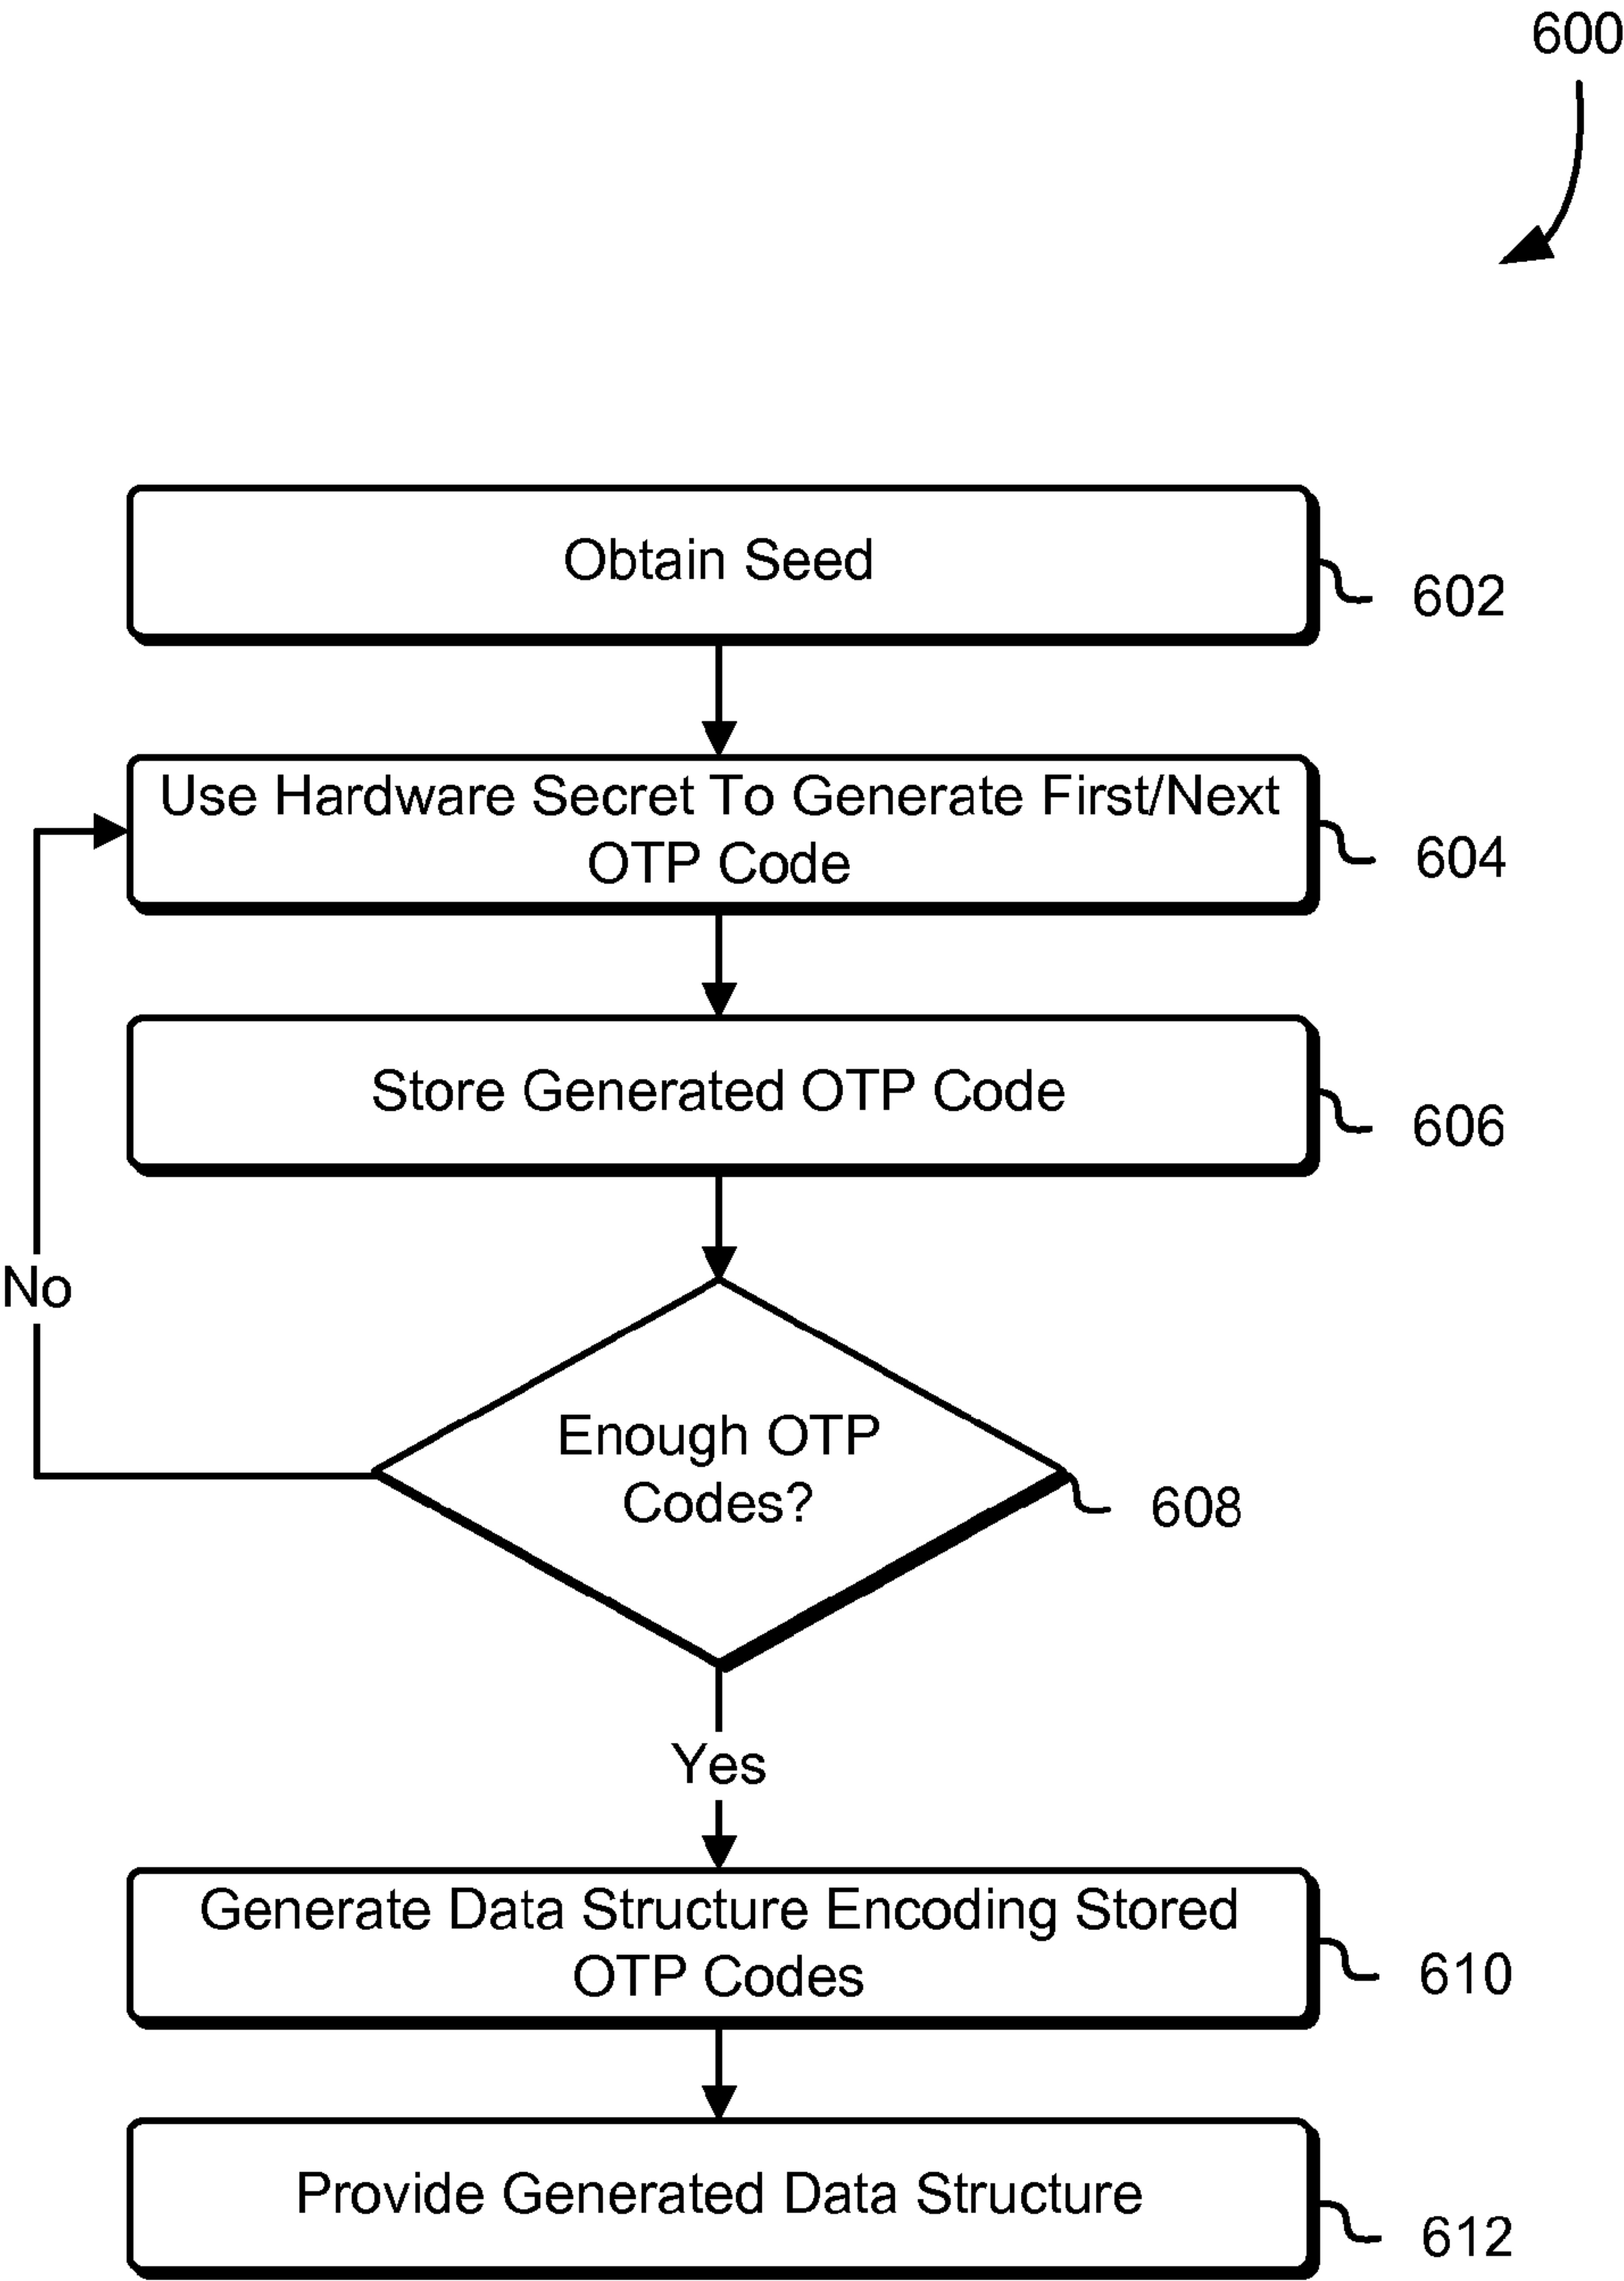 600
Obtain Seed
602
Use Hardware Secret To Generate First/Next
OTP Code
604
Store Generated OTP Code
606
No
Enough OTP
Codes?
608
Yes
Generate Data Structure Encoding Stored
OTP Codes
610
Provide Generated Data Structure
612